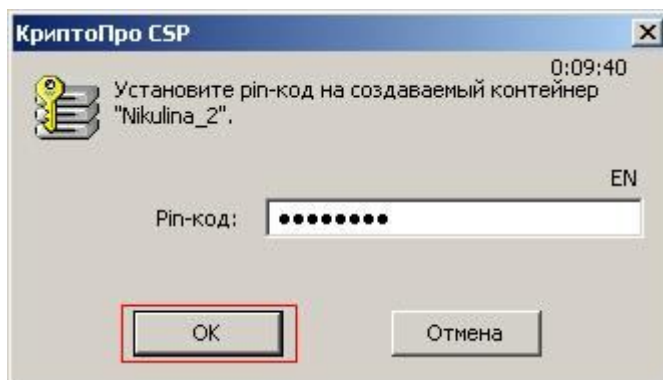 КриптоПро CSP
0:09:40
Установите pin-код на создаваемый контейнер
"Nikulina_2".
EN
Pin-код: ●●●●●●●●
OK
Отмена